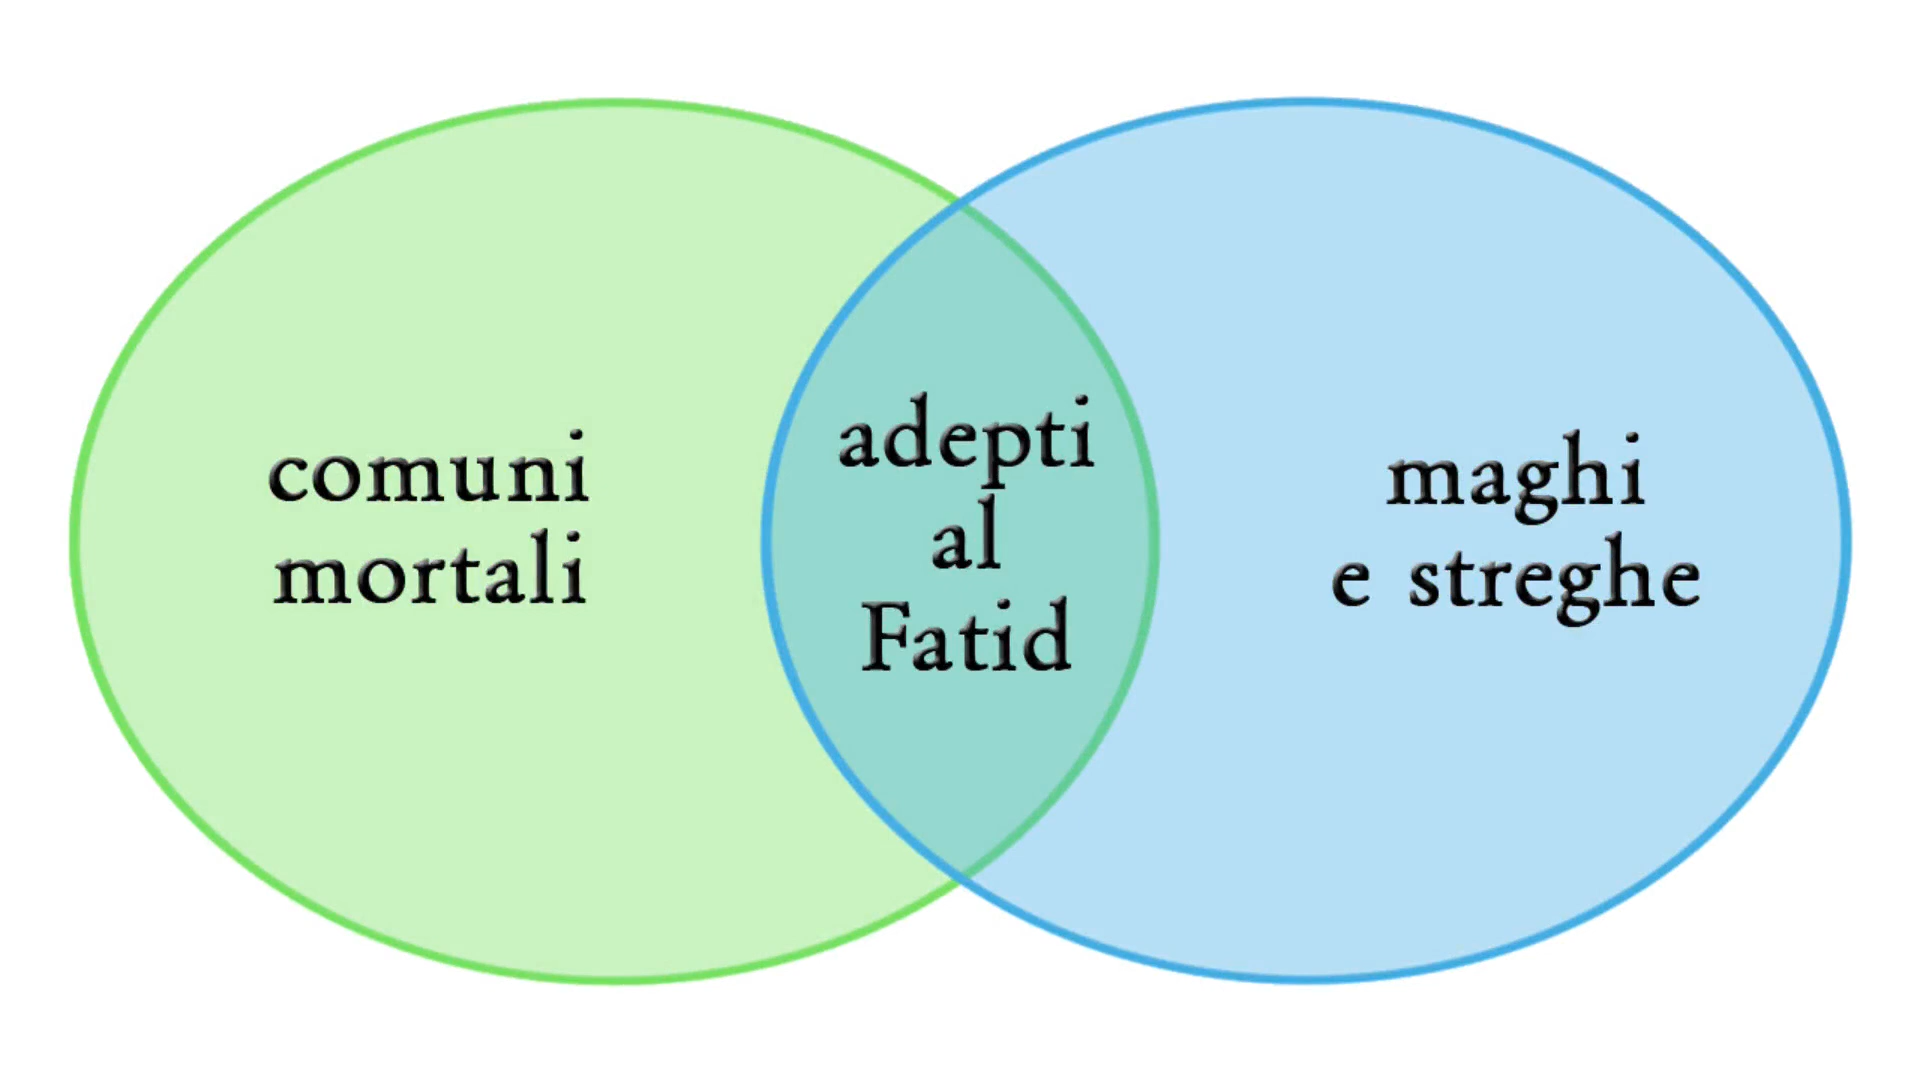 comuni
mortali
adepti
al
Fatid
maghi
e streghe